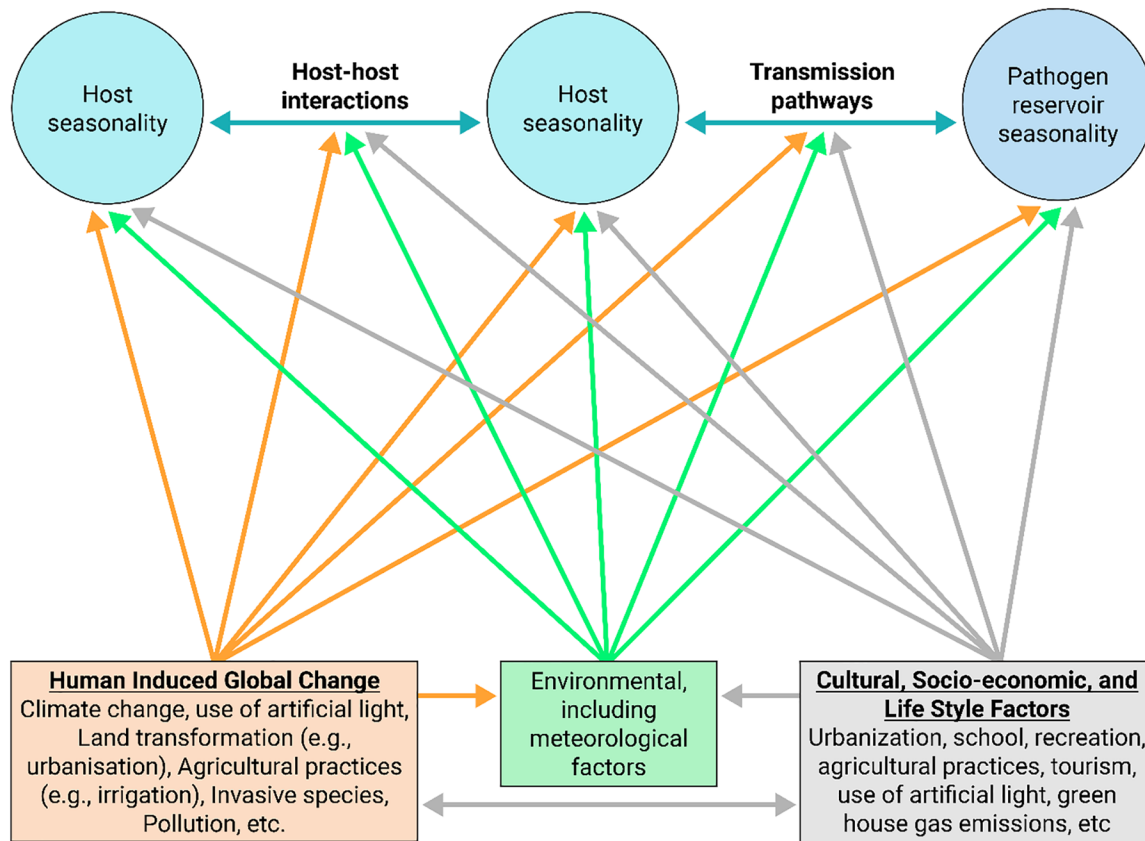 Host
seasonality
Host-host
interactions
Host
seasonality
Transmission
pathways
Pathogen
reservoir
seasonality
Human Induced Global Change
Climate change, use of artificial light,
Land transformation (e.g.,
urbanisation), Agricultural practices
(e.g., irrigation), Invasive species,
Pollution, etc.
Environmental,
including
meteorological
factors
Cultural, Socio-economic, and
Life Style Factors
Urbanization, school, recreation,
agricultural practices, tourism,
use of artificial light, green
house gas emissions, etc